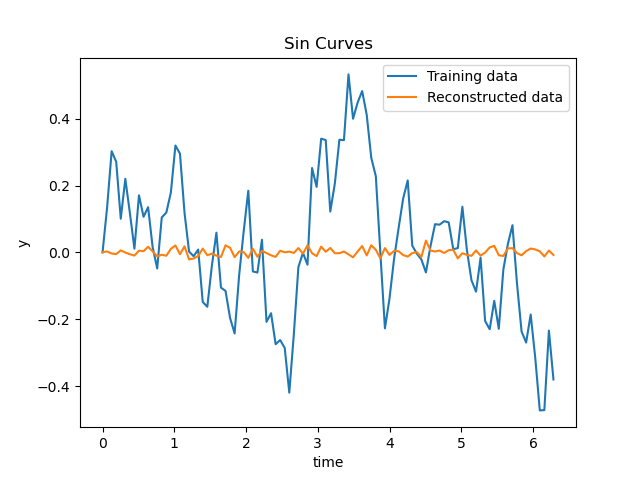 Sin Curves
Training data
Reconstructed data
0.4
0.2
0.0
−0.2
−0.4
y
0 1 2 3 4 5 6
time